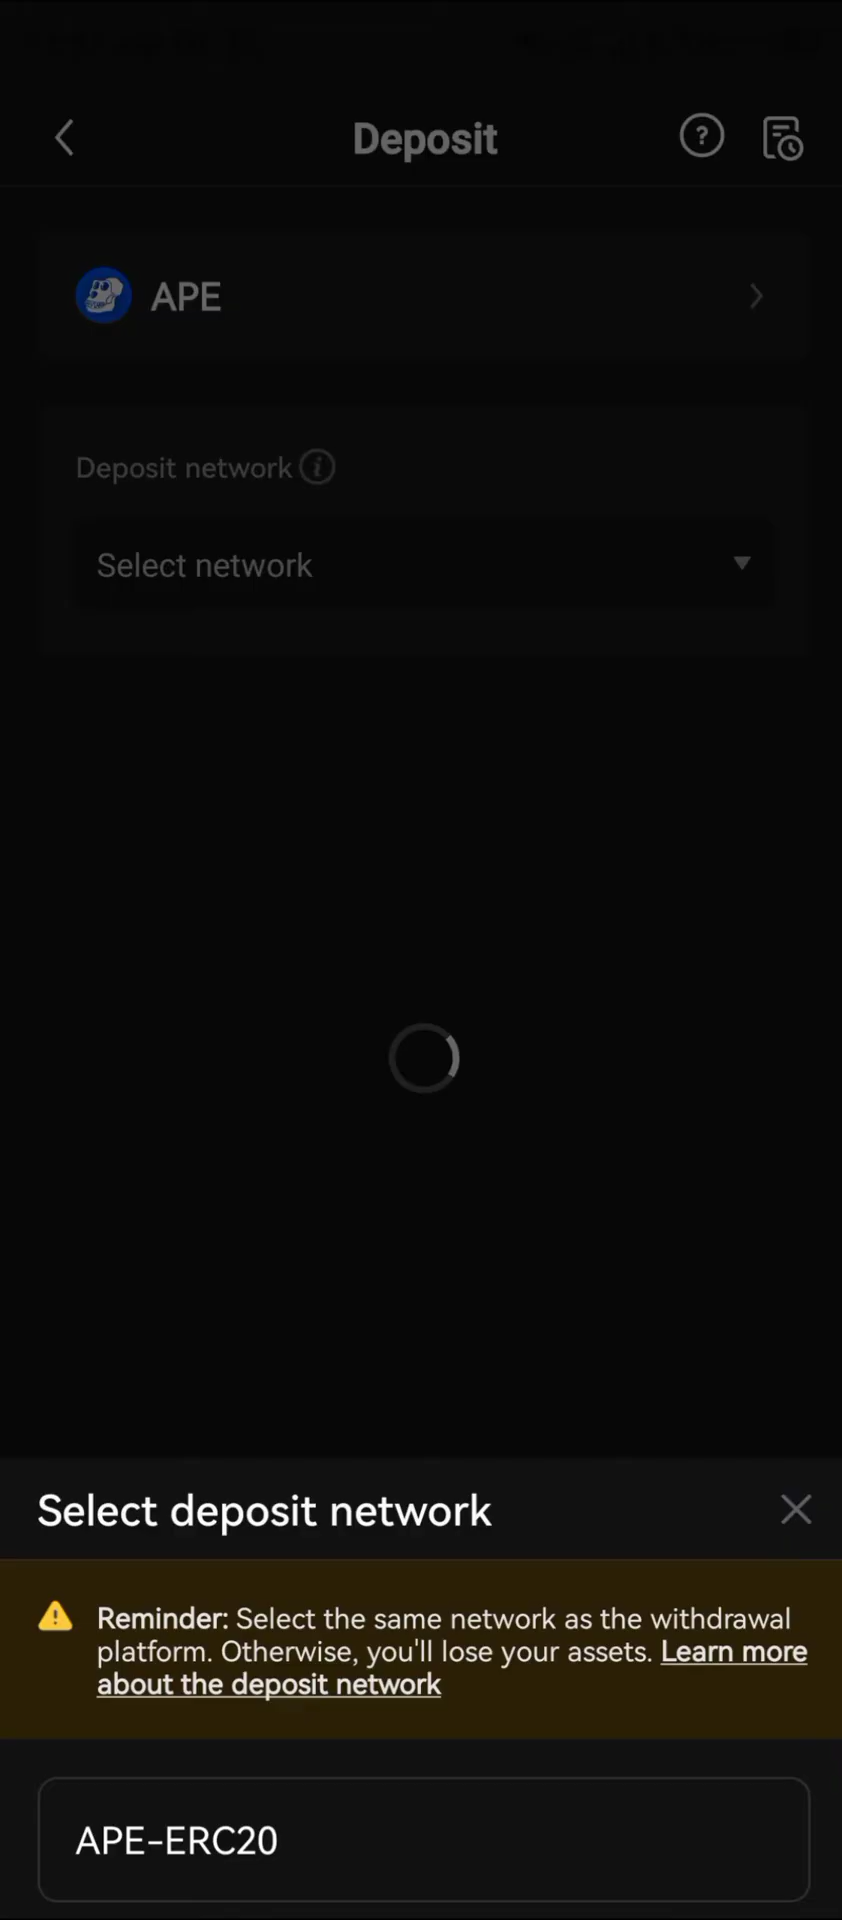 Deposit
APE
Deposit network
Select network
Select deposit network
Reminder: Select the same network as the withdrawal
platform. Otherwise, you'll lose your assets. Learn more
about the deposit network
APE-ERC20